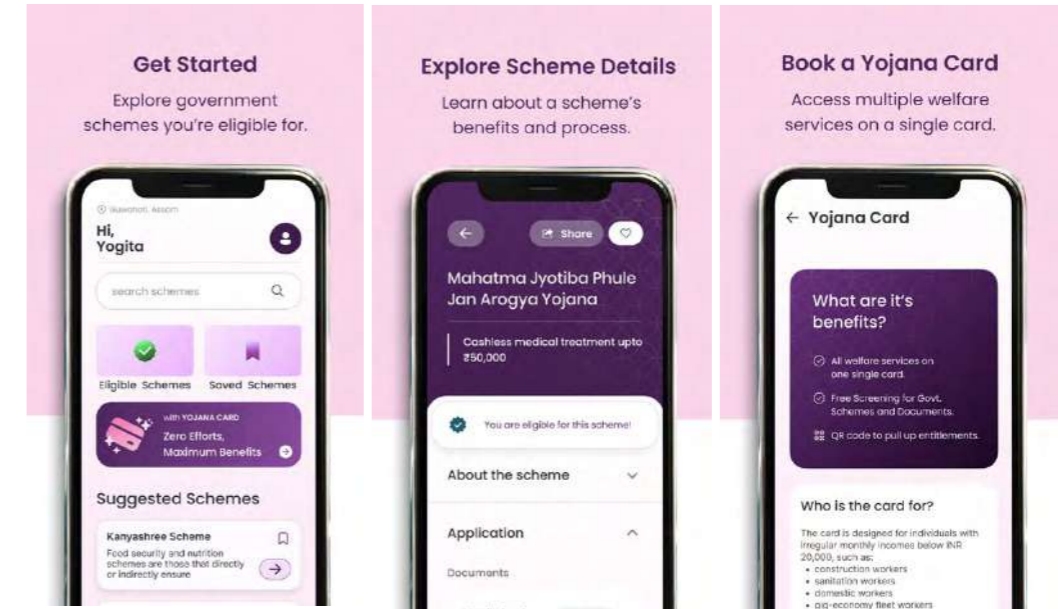 Get Started
Explore government
schemes you're eligible for.
Hi,
Yogita
search schemes
Eligible Schemes
Saved Schemes
with YOJANA CARD
Zero Efforts,
Maximum Benefits
Suggested Schemes
Kanyashree Scheme
Food security and nutrition
schemes are those that directly
or indirectly ensure
Explore Scheme Details
Learn about a scheme's
benefits and process.
Share
Mahatma Jyotiba Phule
Jan Arogya Yojana
Cashless medical treatment upto
₹50,000
You are eligible for this scheme!
About the scheme
Application
Documents
Book a Yojana Card
Access multiple welfare
services on a single card.
Yojana Card
What are it's
benefits?
All welfare services on
one single card.
Free Screening for Govt.
Schemes and Documents.
QR code to pull up entitlements.
Who is the card for?
The card is designed for individuals with
irregular monthly incomes below INR
20,000, such as:
• construction workers
• sanitation workers
• domestic workers
• gig-economy fleet workers